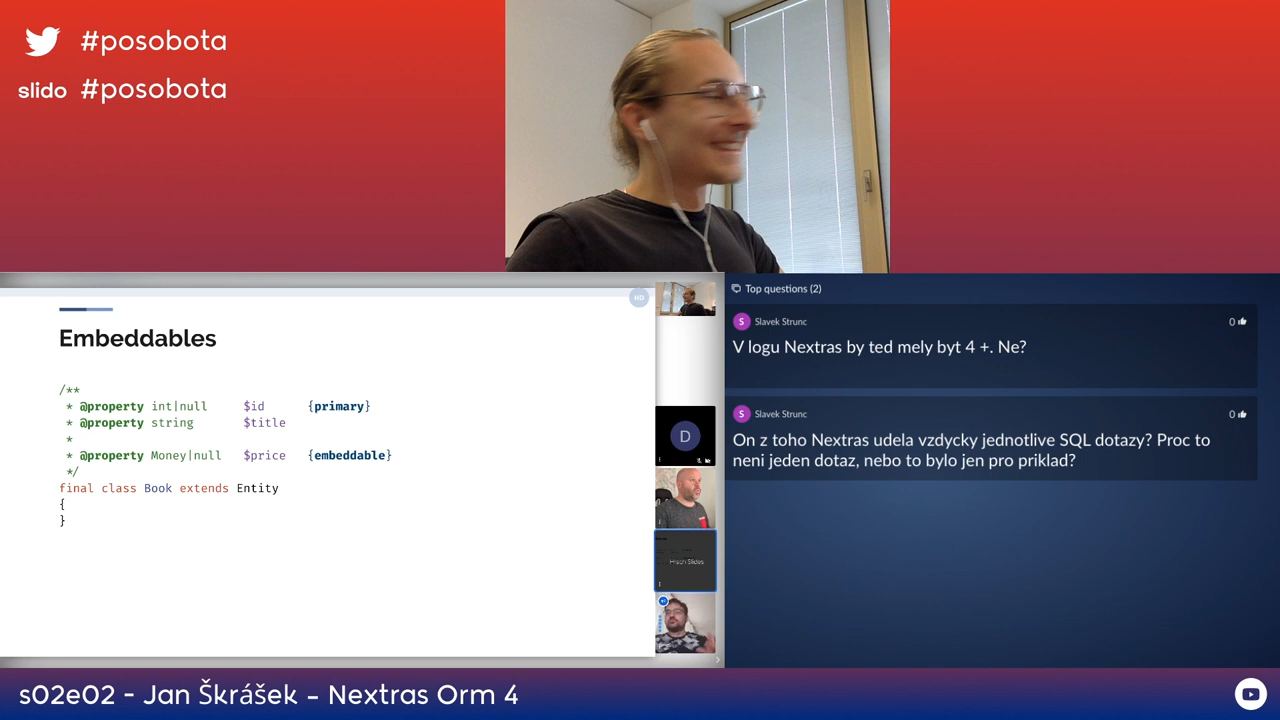 #posobota
slido #posobota
HD
Embeddables
/**
* @property int|null $id {primary}
* @property string $title
*
* @property Money|null $price {embeddable}
*/
final class Book extends Entity
{
}
D
Hrach Slides
Top questions (2)
S Slavek Strunc 0
V logu Nextras by ted mely byt 4 +. Ne?
S Slavek Strunc 0
On z toho Nextras udela vzdycky jednotlive SQL dotazy? Proc to
neni jeden dotaz, nebo to bylo jen pro priklad?
s02e02 - Jan Škrášek - Nextras Orm 4